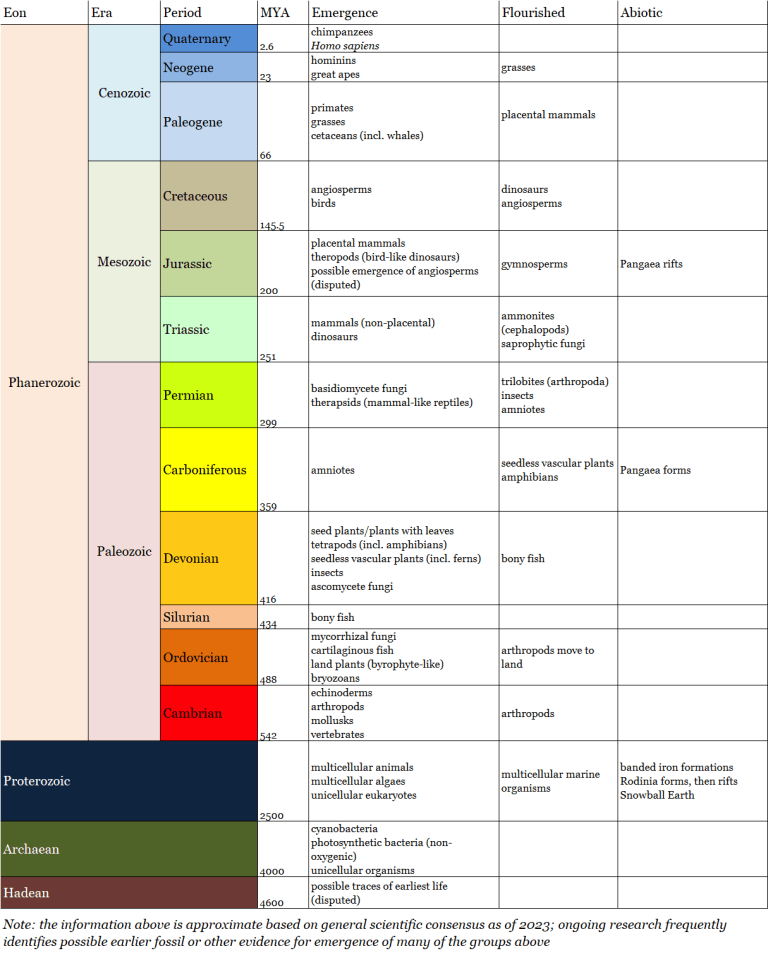 Eon Era Period MYA Emergence Flourished Abiotic
Phanerozoic
Cenozoic
Quaternary
2.6
chimpanzees
Homo sapiens
Neogene
23
hominins
great apes
grasses
Paleogene
66
primates
grasses
cetaceans (incl. whales)
placental mammals
Mesozoic
Cretaceous
145.5
angiosperms
birds
dinosaurs
angiosperms
Jurassic
200
placental mammals
theropods (bird-like dinosaurs)
possible emergence of angiosperms
(disputed)
gymnosperms
Pangaea rifts
Triassic
251
mammals (non-placental)
dinosaurs
ammonites
(cephalopods)
saprophytic fungi
Paleozoic
Permian
299
basidiomycete fungi
therapsids (mammal-like reptiles)
trilobites (arthropoda)
insects
amniotes
Carboniferous
359
amniotes
seedless vascular plants
amphibians
Pangaea forms
Devonian
416
seed plants/plants with leaves
tetrapods (incl. amphibians)
seedless vascular plants (incl. ferns)
insects
ascomycete fungi
bony fish
Silurian
434
bony fish
Ordovician
488
mycorrhizal fungi
cartilaginous fish
land plants (byrophyte-like)
bryozoans
arthropods move to
land
Cambrian
542
echinoderms
arthropods
mollusks
vertebrates
arthropods
Proterozoic
2500
multicellular animals
multicellular algaes
unicellular eukaryotes
multicellular marine
organisms
banded iron formations
Rodinia forms, then rifts
Snowball Earth
Archaean
4000
cyanobacteria
photosynthetic bacteria (non-
oxygenic)
unicellular organisms
Hadean
4600
possible traces of earliest life
(disputed)
Note: the information above is approximate based on general scientific consensus as of 2023; ongoing research frequently
identifies possible earlier fossil or other evidence for emergence of many of the groups above